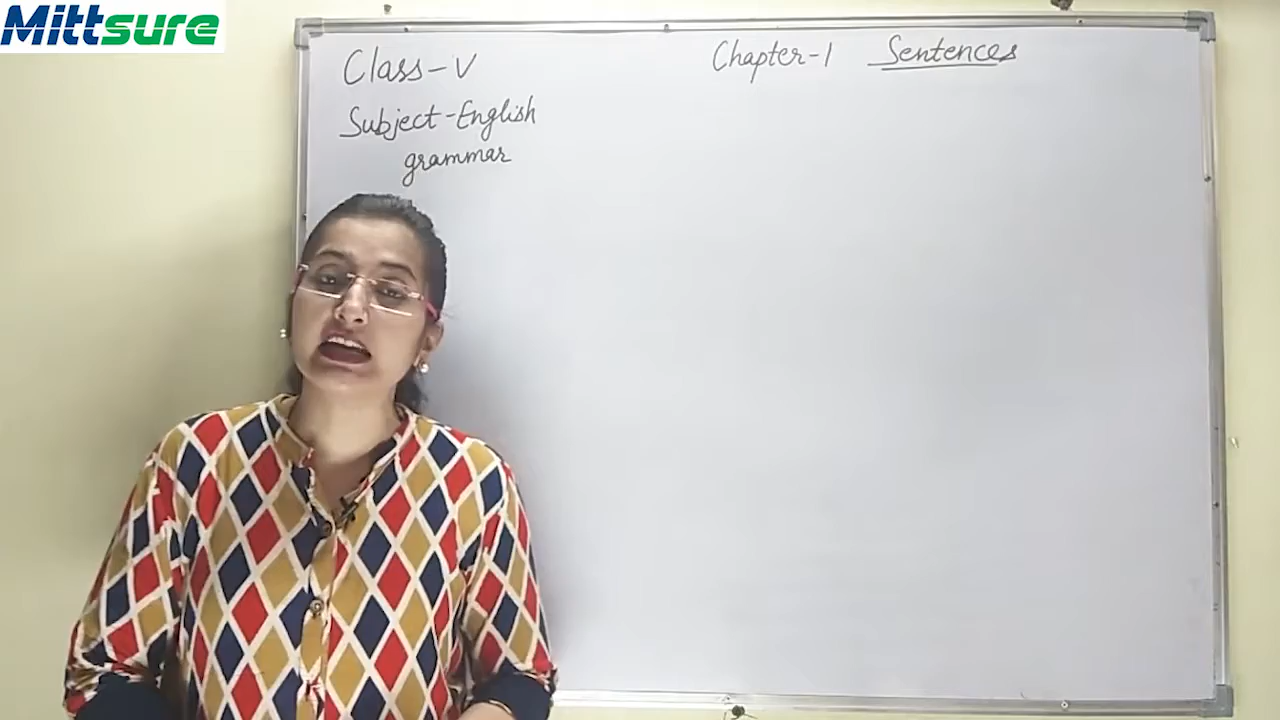 Mittsure
Class-V
Chapter-1 Sentences
Subject-English
grammar